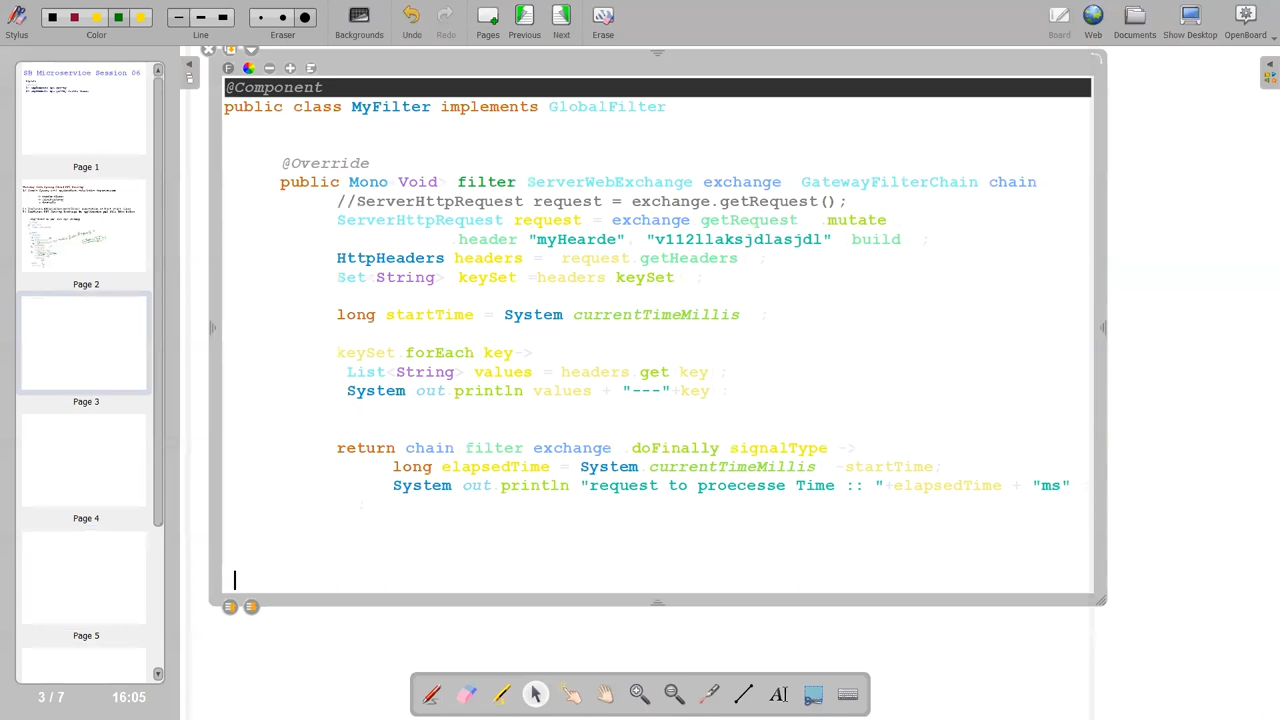 Stylus
Color
Line
Eraser
Backgrounds
Undo
Redo
Pages
Previous
Next
Erase
Board
Web
Documents
Show Desktop
OpenBoard
SB Microservice Session 06
Page 1
Page 2
Page 3
Page 4
Page 5
3 / 7
16:05
@Component
public class MyFilter implements GlobalFilter
@Override
public Mono Void> filter ServerWebExchange exchange GatewayFilterChain chain
//ServerHttpRequest request = exchange.getRequest();
ServerHttpRequest request = exchange getRequest .mutate
.header "myHearde", "v112llaksjdlasjdl" build ;
HttpHeaders headers = request.getHeaders ;
Set<String> keySet =headers.keySet ;
long startTime = System currentTimeMillis ;
keySet.forEach key->
List<String> values = headers.get key ;
System out.println values + "---"+key ;
return chain filter exchange .doFinally signalType ->
long elapsedTime = System.currentTimeMillis -startTime;
System out.println "request to proecesse Time :: "+elapsedTime + "ms" ;
;